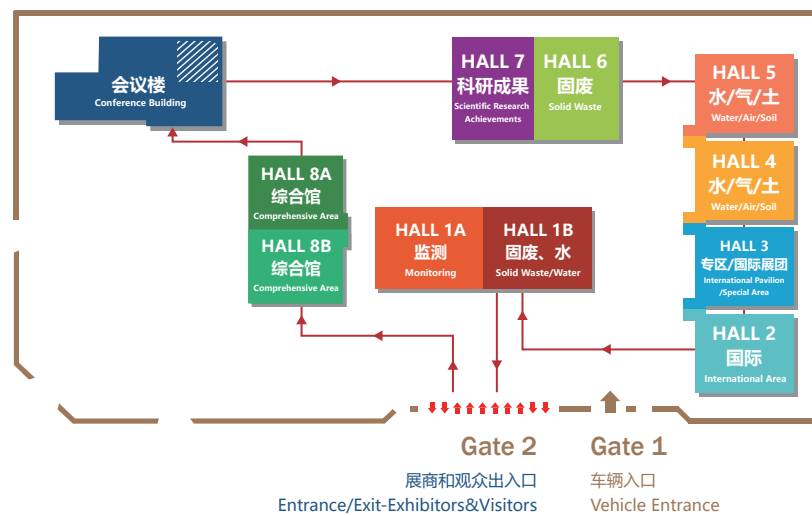 会议楼
Conference Building
HALL 7
科研成果
Scientific Research
Achievements
HALL 6
固废
Solid Waste
HALL 5
水/气/土
Water/Air/Soil
HALL 4
水/气/土
Water/Air/Soil
HALL 8A
综合馆
Comprehensive Area
HALL 8B
综合馆
Comprehensive Area
HALL 1A
监测
Monitoring
HALL 1B
固废、水
Solid Waste/Water
HALL 3
专区/国际展团
International Pavilion
/Special Area
HALL 2
国际
International Area
Gate 2
展商和观众出入口
Entrance/Exit-Exhibitors&Visitors
Gate 1
车辆入口
Vehicle Entrance